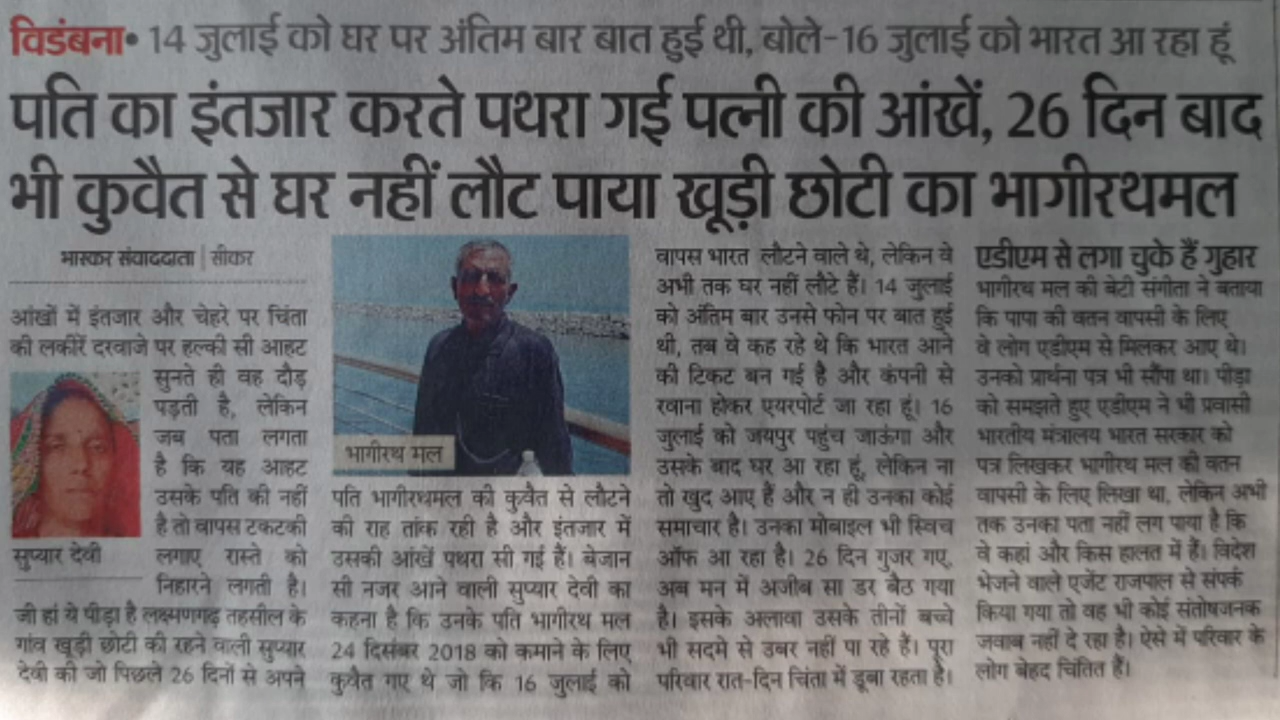 विडंबना• 14 जुलाई को घर पर अंतिम बार बात हुई थी, बोले-16 जुलाई को भारत आ रहा हूं
पति का इंतजार करते पथरा गई पत्नी की आंखें, 26 दिन बाद
भी कुवैत से घर नहीं लौट पाया खूड़ी छोटी का भागीरथमल
भास्कर संवाददाता | सीकर
आंखों में इंतजार और चेहरे पर चिंता
की लकीरें दरवाजे पर हल्की सी आहट
सुनते ही वह दौड़
पड़ती है, लेकिन
जब पता लगता
है कि यह आहट
उसके पति की नहीं
है तो वापस टकटकी
लगाए रास्ते को
निहारने लगती है।
सुप्यार देवी
जी हां ये पीड़ा है लक्ष्मणगढ़ तहसील के
गांव खूड़ी छोटी की रहने वाली सुप्यार
देवी की जो पिछले 26 दिनों से अपने
भागीरथ मल
पति भागीरथमल की कुवैत से लौटने
की राह तांक रही है और इंतजार में
उसकी आंखें पथरा सी गई हैं। बेजान
सी नजर आने वाली सुप्यार देवी का
कहना है कि उनके पति भागीरथ मल
24 दिसंबर 2018 को कमाने के लिए
कुवैत गए थे जो कि 16 जुलाई को
वापस भारत लौटने वाले थे, लेकिन वे
अभी तक घर नहीं लौटे हैं। 14 जुलाई
को अंतिम बार उनसे फोन पर बात हुई
थी, तब वे कह रहे थे कि भारत आने
की टिकट बन गई है और कंपनी से
रवाना होकर एयरपोर्ट जा रहा हूं। 16
जुलाई को जयपुर पहुंच जाऊंगा और
उसके बाद घर आ रहा हूं, लेकिन ना
तो खुद आए हैं और न ही उनका कोई
समाचार है। उनका मोबाइल भी स्विच
ऑफ आ रहा है। 26 दिन गुजर गए,
अब मन में अजीब सा डर बैठ गया
है। इसके अलावा उसके तीनों बच्चे
भी सदमे से उबर नहीं पा रहे हैं। पूरा
परिवार रात-दिन चिंता में डूबा रहता है।
एडीएम से लगा चुके हैं गुहार
भागीरथ मल की बेटी संगीता ने बताया
कि पापा की वतन वापसी के लिए
वे लोग एडीएम से मिलकर आए थे।
उनको प्रार्थना पत्र भी सौंपा था। पीड़ा
को समझते हुए एडीएम ने भी प्रवासी
भारतीय मंत्रालय भारत सरकार को
पत्र लिखकर भागीरथ मल की वतन
वापसी के लिए लिखा था, लेकिन अभी
तक उनका पता नहीं लग पाया है कि
वे कहां और किस हालत में हैं। विदेश
भेजने वाले एजेंट राजपाल से संपर्क
किया गया तो वह भी कोई संतोषजनक
जवाब नहीं दे रहा है। ऐसे में परिवार के
लोग बेहद चिंतित हैं।